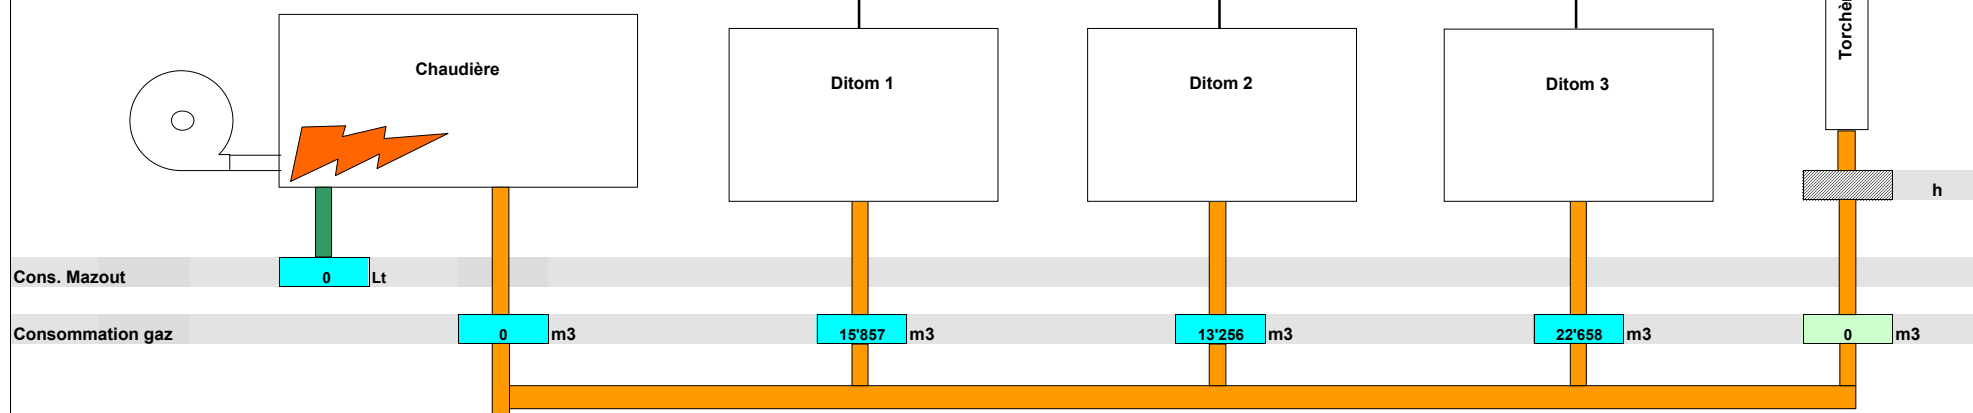 Torchèr
Chaudière
Ditom 1
Ditom 2
Ditom 3
h
Cons. Mazout 0 Lt
Consommation gaz 0 m3 15'857 m3 13'256 m3 22'658 m3 0 m3